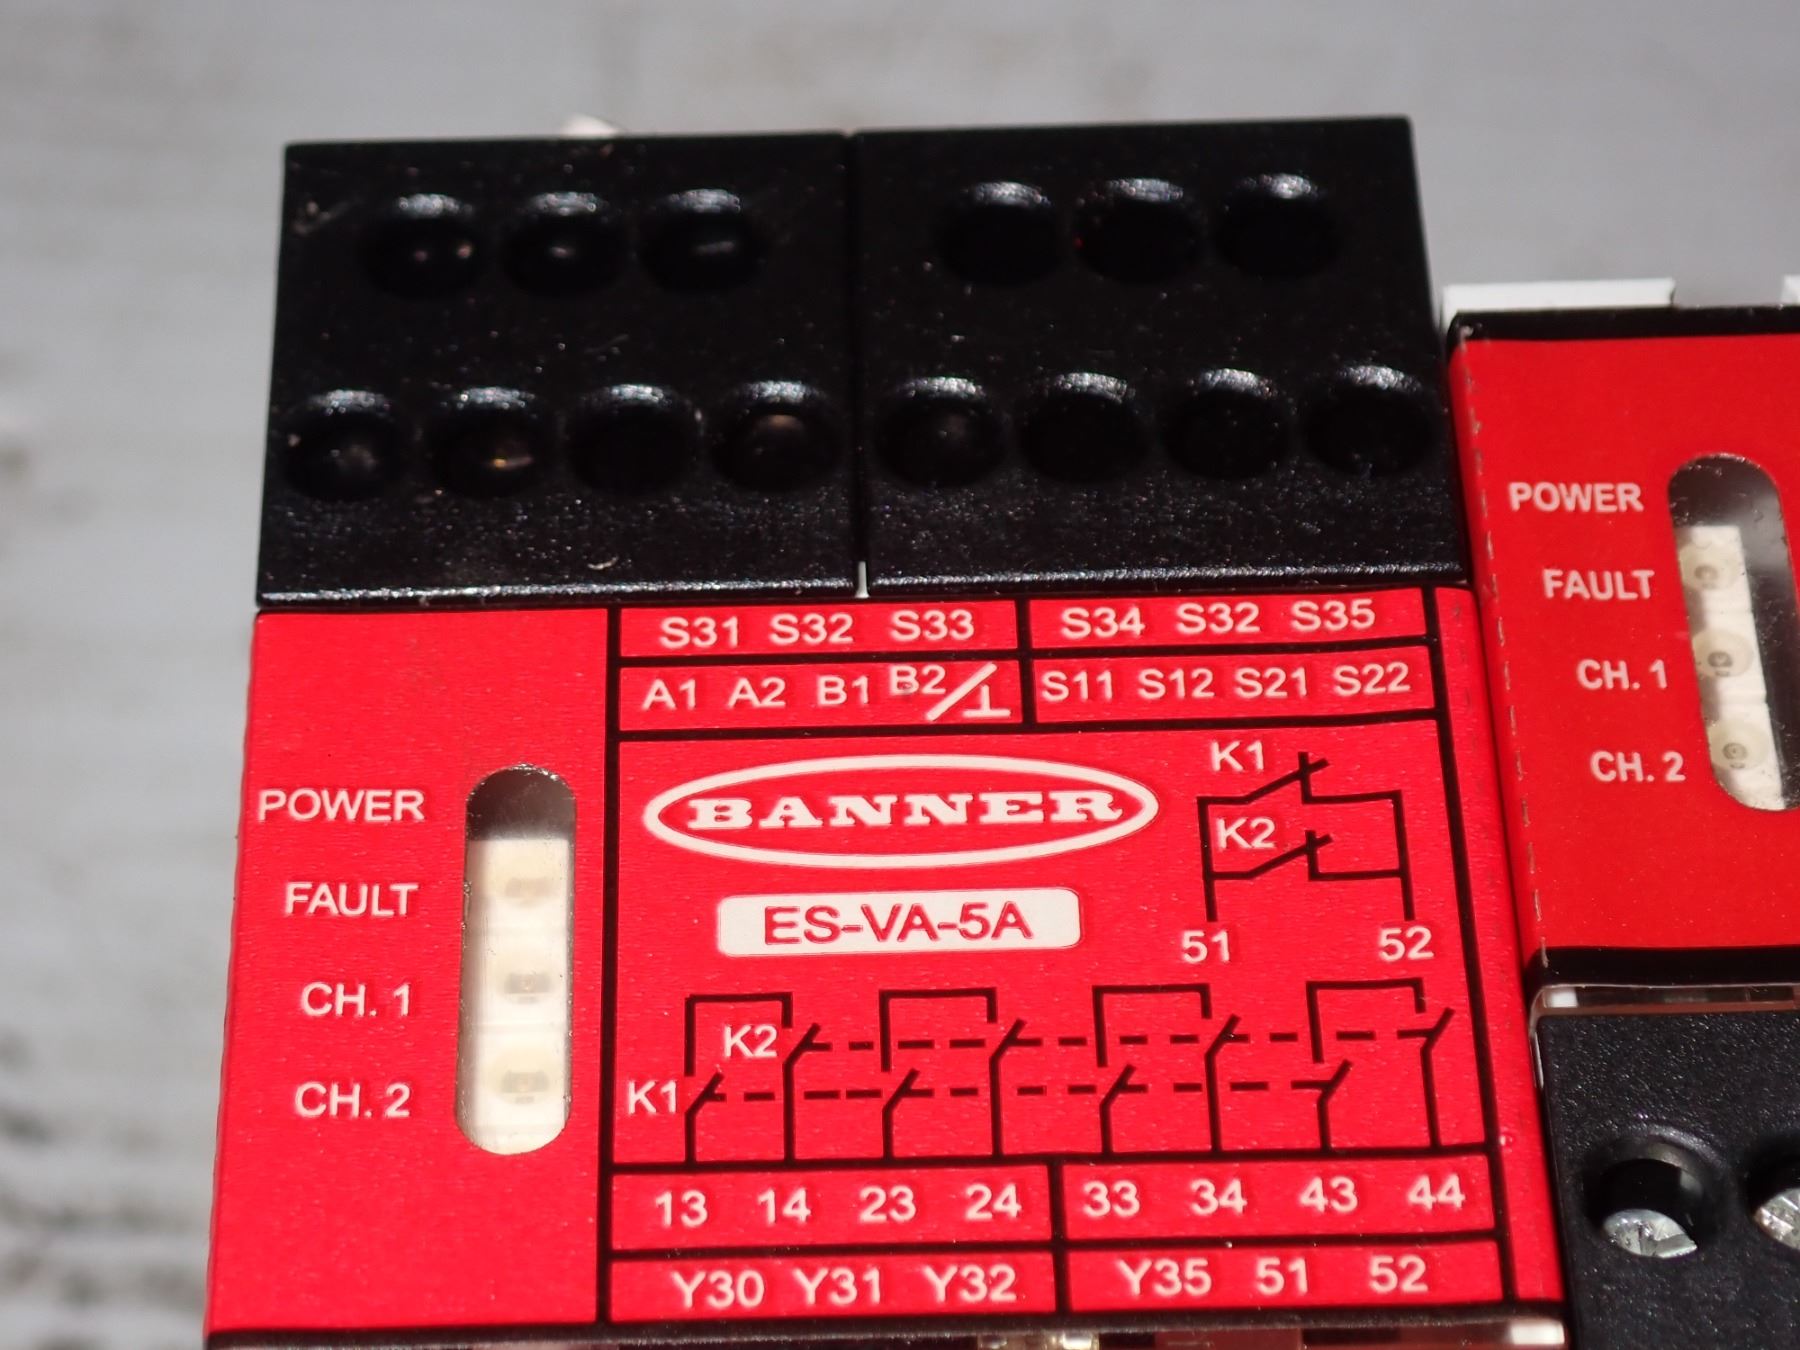 S31 S32 S33 S34 S32 S35
A1 A2 B1 B2/⊥ S11 S12 S21 S22
BANNER
ES-VA-5A
K1
K2
51 52
POWER
FAULT
CH. 1
CH. 2
K2
K1
13 14 23 24 33 34 43 44
Y30 Y31 Y32 Y35 51 52
POWER
FAULT
CH. 1
CH. 2